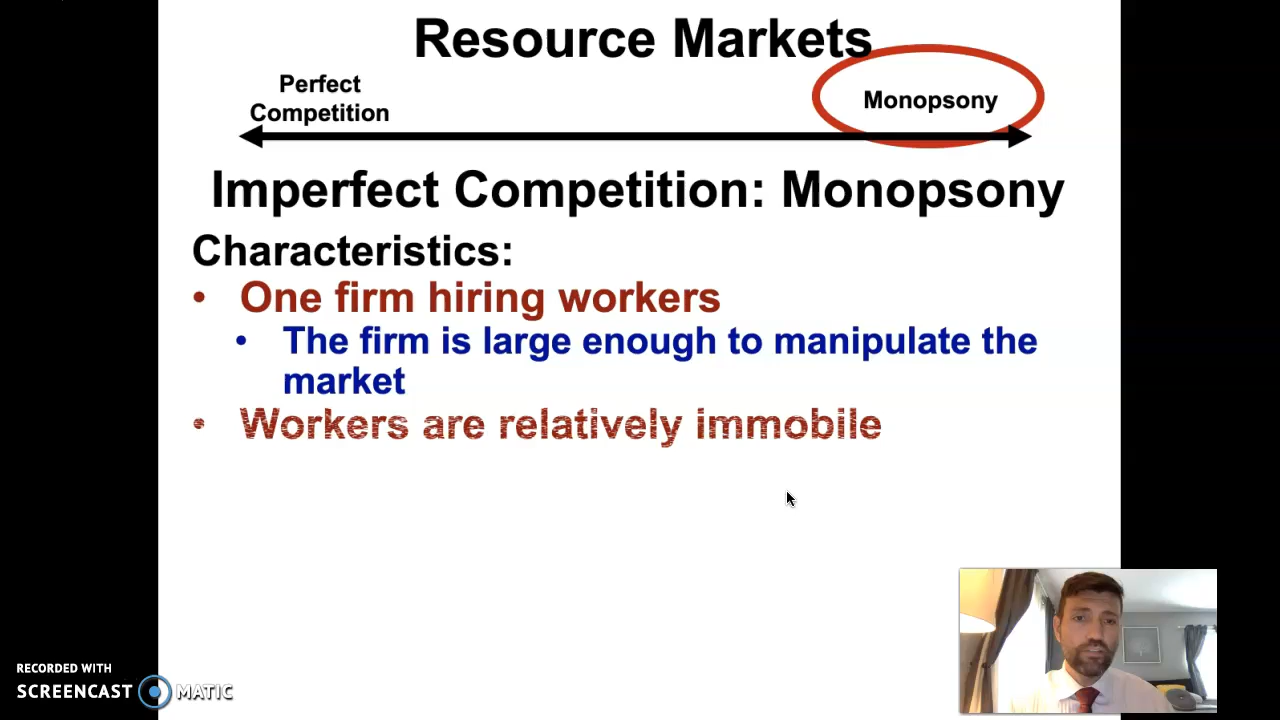 Resource Markets
Perfect
Competition
Monopsony
Imperfect Competition: Monopsony
Characteristics:
• One firm hiring workers
• The firm is large enough to manipulate the
market
• Workers are relatively immobile
RECORDED WITH
SCREENCAST MATIC